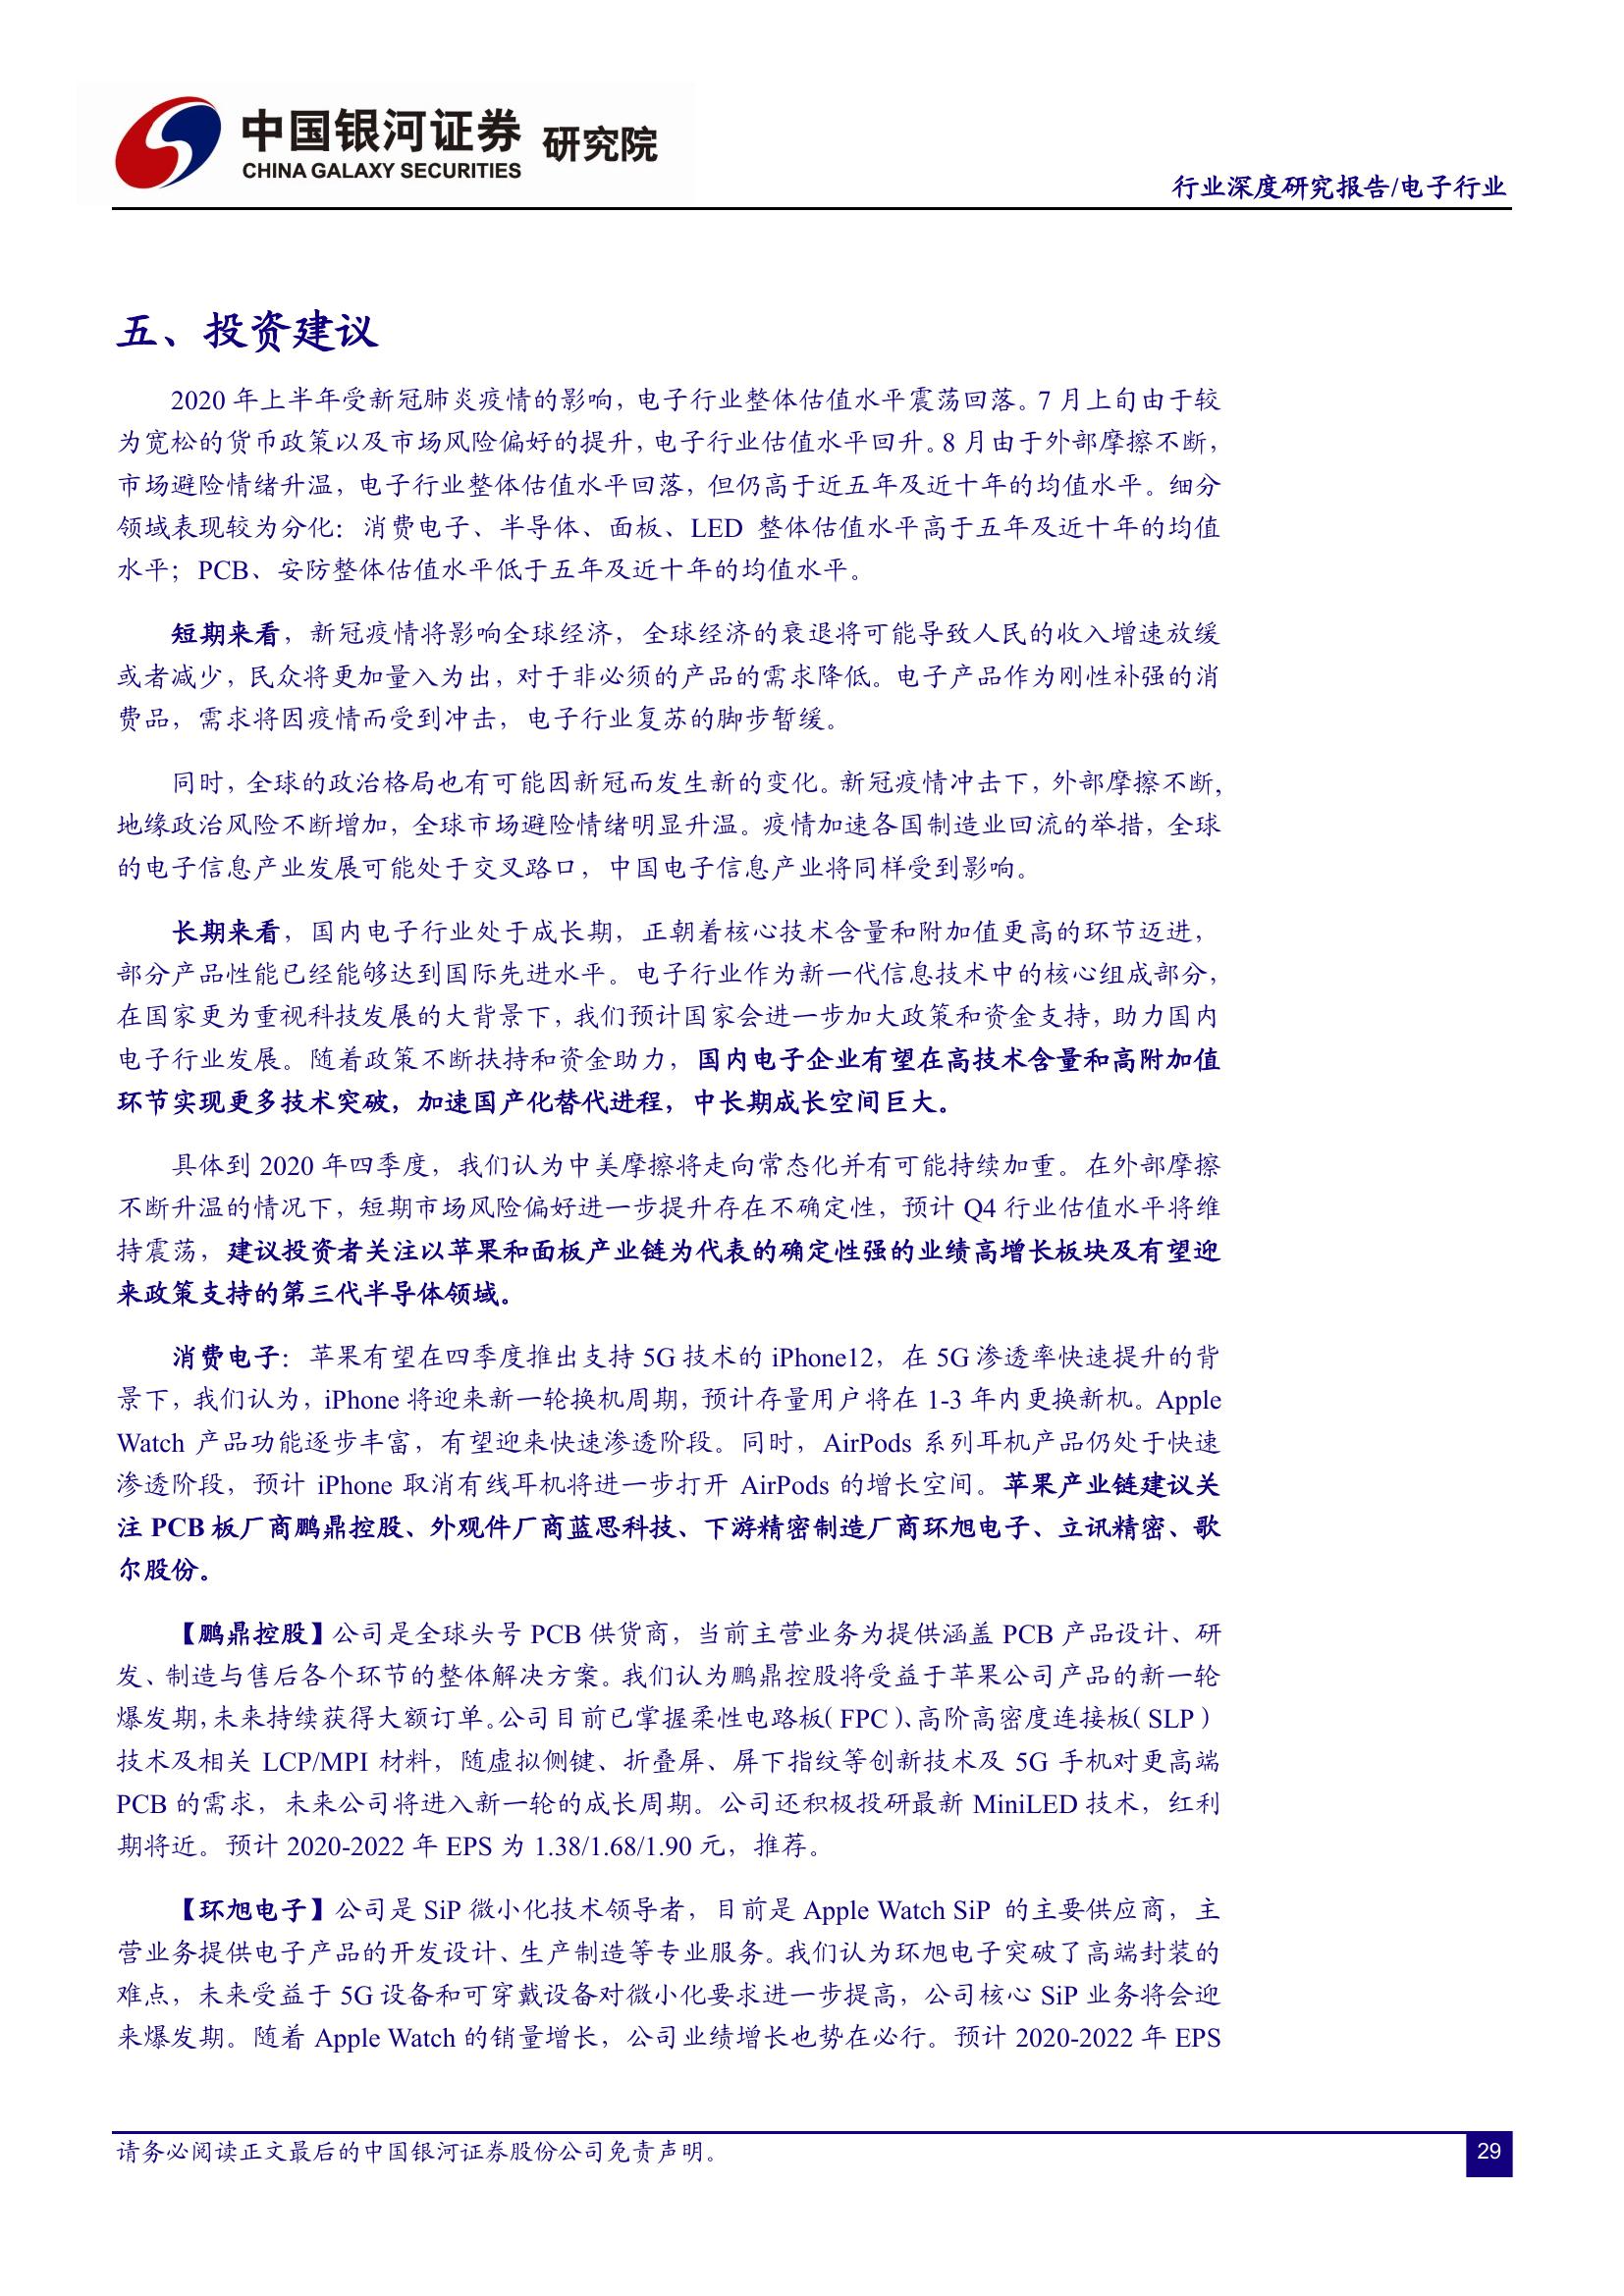 中国银河证券 研究院
CHINA GALAXY SECURITIES
行业深度研究报告/电子行业
五、投资建议
2020 年上半年受新冠肺炎疫情的影响，电子行业整体估值水平震荡回落。7 月上旬由于较
为宽松的货币政策以及市场风险偏好的提升，电子行业估值水平回升。8 月由于外部摩擦不断，
市场避险情绪升温，电子行业整体估值水平回落，但仍高于近五年及近十年的均值水平。细分
领域表现较为分化：消费电子、半导体、面板、LED 整体估值水平高于五年及近十年的均值
水平；PCB、安防整体估值水平低于五年及近十年的均值水平。
短期来看，新冠疫情将影响全球经济，全球经济的衰退将可能导致人民的收入增速放缓
或者减少，民众将更加量入为出，对于非必须的产品的需求降低。电子产品作为刚性补强的消
费品，需求将因疫情而受到冲击，电子行业复苏的脚步暂缓。
同时，全球的政治格局也有可能因新冠而发生新的变化。新冠疫情冲击下，外部摩擦不断，
地缘政治风险不断增加，全球市场避险情绪明显升温。疫情加速各国制造业回流的举措，全球
的电子信息产业发展可能处于交叉路口，中国电子信息产业将同样受到影响。
长期来看，国内电子行业处于成长期，正朝着核心技术含量和附加值更高的环节迈进，
部分产品性能已经能够达到国际先进水平。电子行业作为新一代信息技术中的核心组成部分，
在国家更为重视科技发展的大背景下，我们预计国家会进一步加大政策和资金支持，助力国内
电子行业发展。随着政策不断扶持和资金助力，国内电子企业有望在高技术含量和高附加值
环节实现更多技术突破，加速国产化替代进程，中长期成长空间巨大。
具体到 2020 年四季度，我们认为中美摩擦将走向常态化并有可能持续加重。在外部摩擦
不断升温的情况下，短期市场风险偏好进一步提升存在不确定性，预计 Q4 行业估值水平将维
持震荡，建议投资者关注以苹果和面板产业链为代表的确定性强的业绩高增长板块及有望迎
来政策支持的第三代半导体领域。
消费电子：苹果有望在四季度推出支持 5G 技术的 iPhone12，在 5G 渗透率快速提升的背
景下，我们认为，iPhone 将迎来新一轮换机周期，预计存量用户将在 1-3 年内更换新机。Apple
Watch 产品功能逐步丰富，有望迎来快速渗透阶段。同时，AirPods 系列耳机产品仍处于快速
渗透阶段，预计 iPhone 取消有线耳机将进一步打开 AirPods 的增长空间。苹果产业链建议关
注 PCB 板厂商鹏鼎控股、外观件厂商蓝思科技、下游精密制造厂商环旭电子、立讯精密、歌
尔股份。
【鹏鼎控股】公司是全球头号 PCB 供货商，当前主营业务为提供涵盖 PCB 产品设计、研
发、制造与售后各个环节的整体解决方案。我们认为鹏鼎控股将受益于苹果公司产品的新一轮
爆发期，未来持续获得大额订单。公司目前已掌握柔性电路板（FPC）、高阶高密度连接板（SLP）
技术及相关 LCP/MPI 材料，随虚拟侧键、折叠屏、屏下指纹等创新技术及 5G 手机对更高端
PCB 的需求，未来公司将进入新一轮的成长周期。公司还积极投研最新 MiniLED 技术，红利
期将近。预计 2020-2022 年 EPS 为 1.38/1.68/1.90 元，推荐。
【环旭电子】公司是 SiP 微小化技术领导者，目前是 Apple Watch SiP 的主要供应商，主
营业务提供电子产品的开发设计、生产制造等专业服务。我们认为环旭电子突破了高端封装的
难点，未来受益于 5G 设备和可穿戴设备对微小化要求进一步提高，公司核心 SiP 业务将会迎
来爆发期。随着 Apple Watch 的销量增长，公司业绩增长也势在必行。预计 2020-2022 年 EPS
请务必阅读正文最后的中国银河证券股份公司免责声明。
29